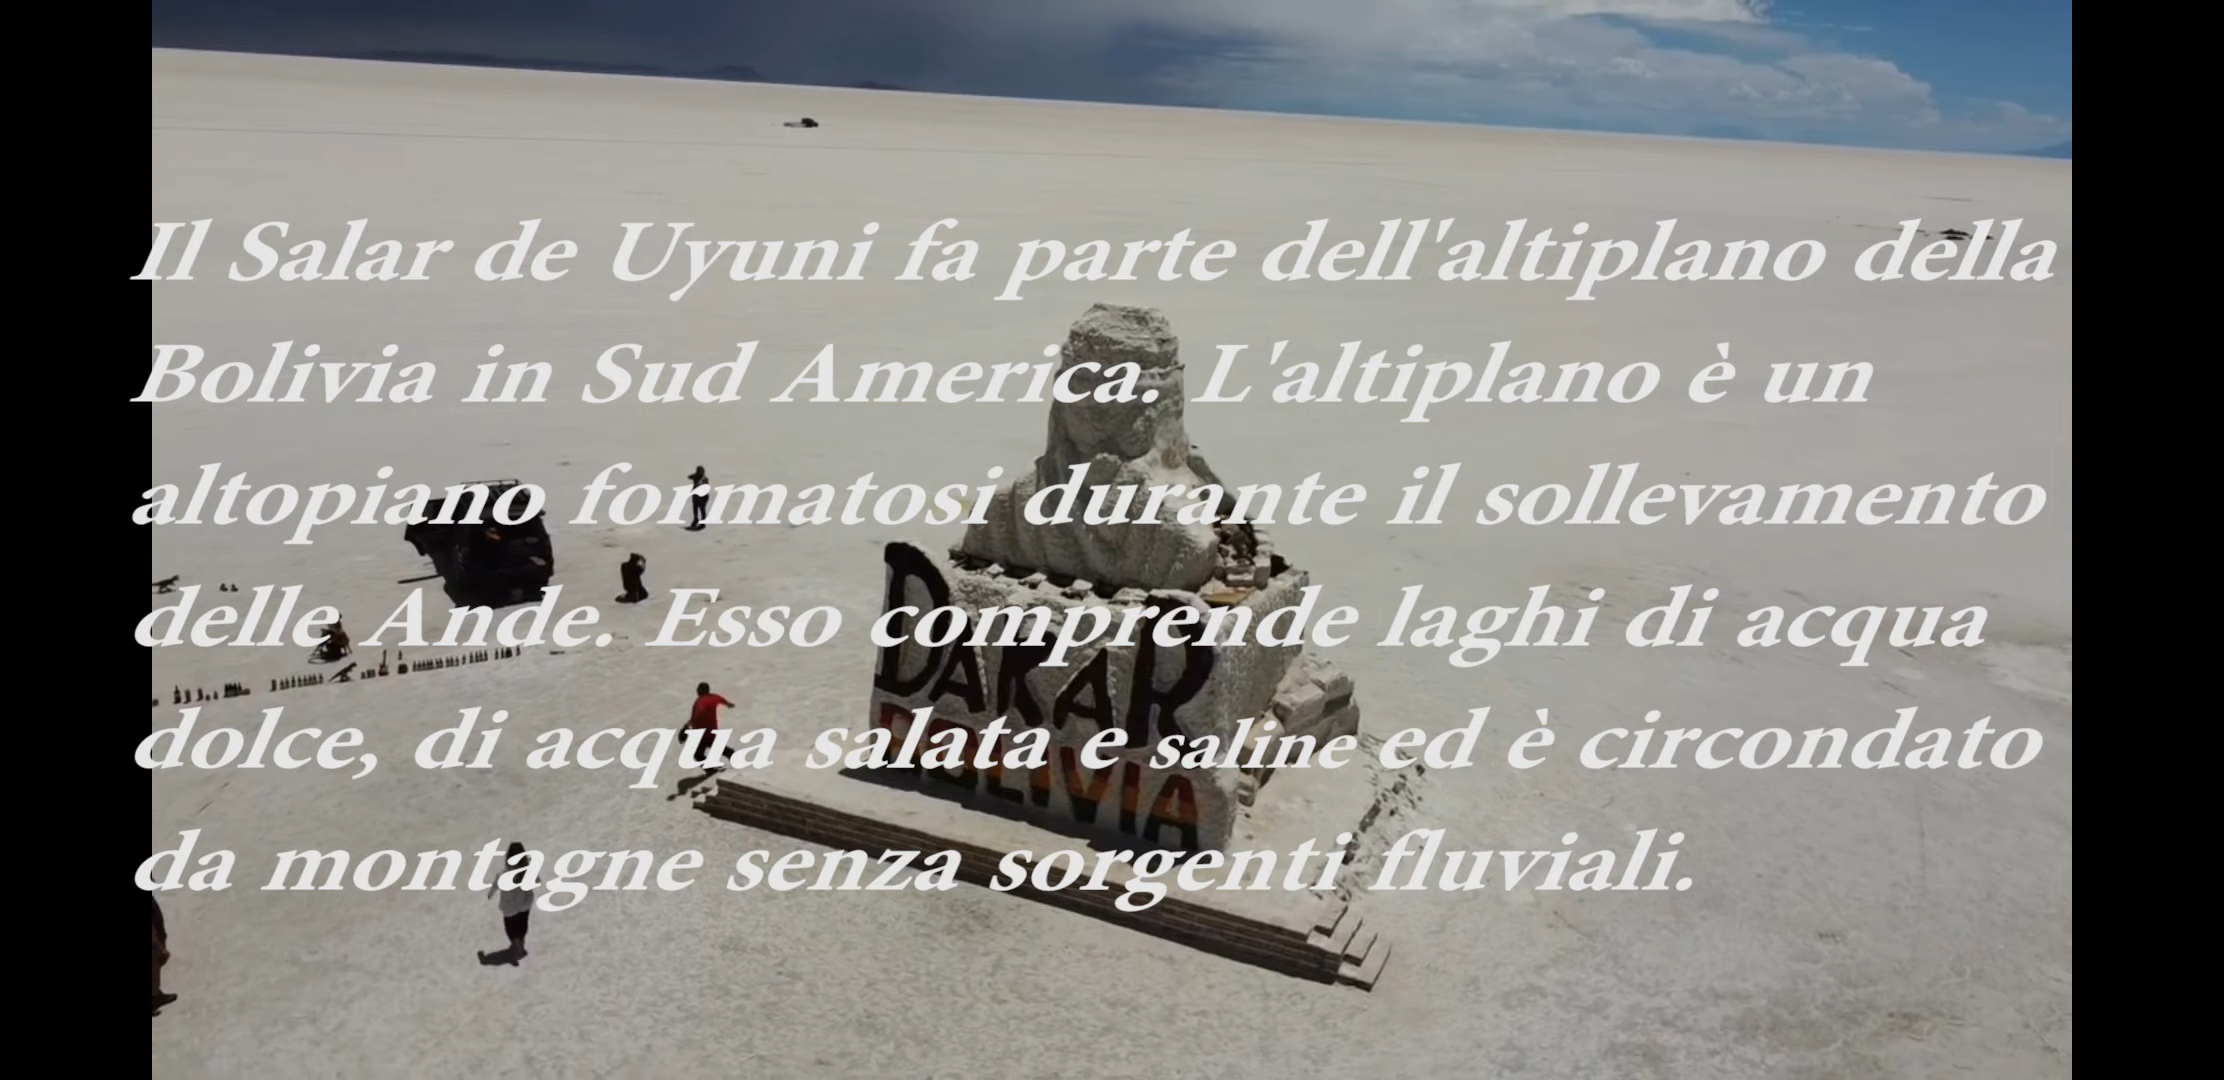 Il Salar de Uyuni fa parte dell'altiplano della
Bolivia in Sud America. L'altiplano è un
altopiano formatosi durante il sollevamento
delle Ande. Esso comprende laghi di acqua
dolce, di acqua salata e saline ed è circondato
da montagne senza sorgenti fluviali.
DAKAR
BOLIVIA